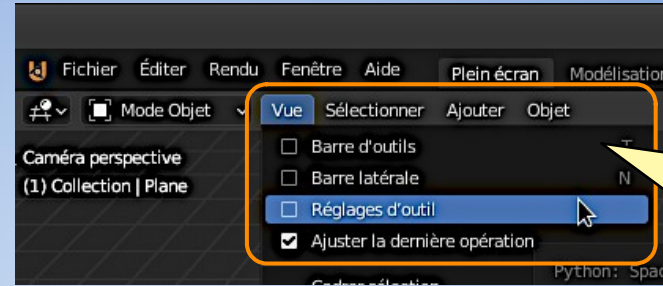 Fichier Éditer Rendu Fenêtre Aide Plein écran Modélisation
Mode Objet Vue Sélectionner Ajouter Objet
Caméra perspective
(1) Collection | Plane
Barre d'outils T
Barre latérale N
Réglages d'outil
Ajuster la dernière opération
Python: